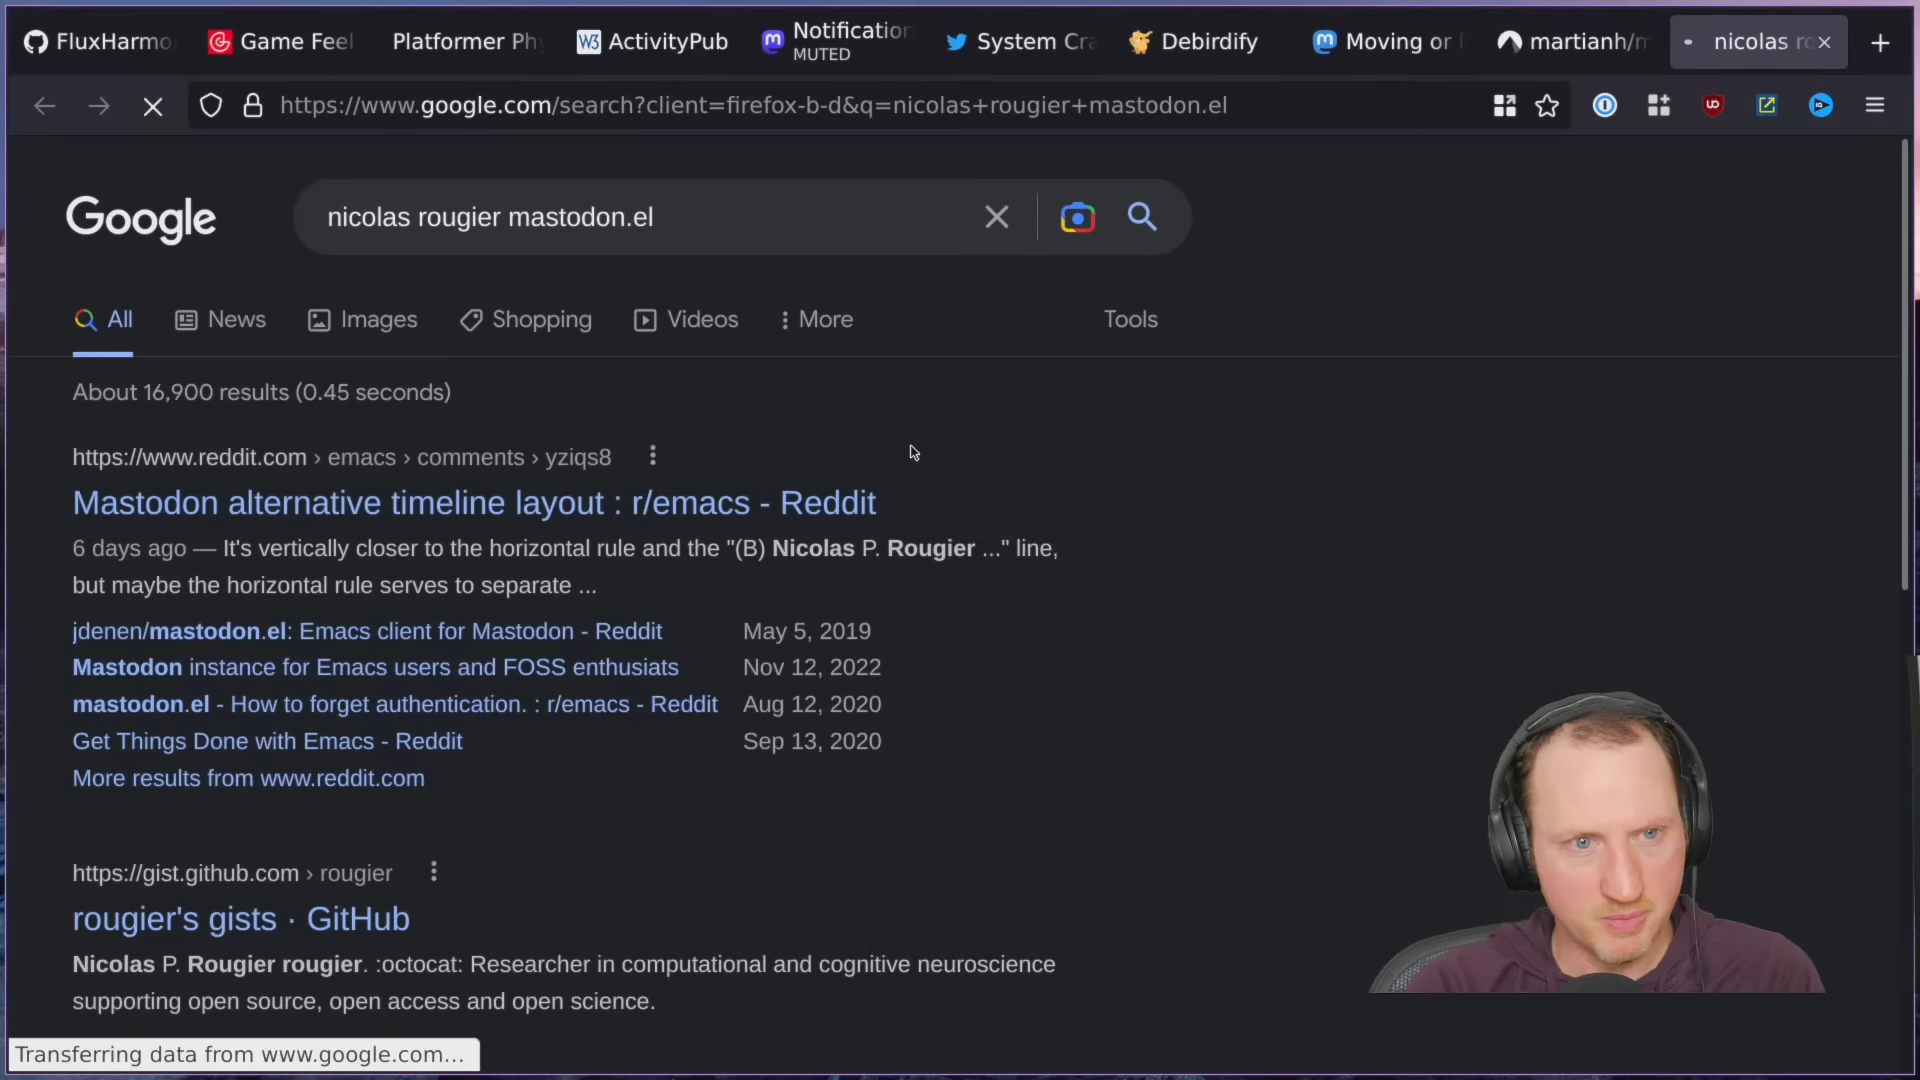 FluxHarmo
Game Feel
Platformer Ph
ActivityPub
Notification
MUTED
System Cra
Debirdify
Moving or l
martianh/m
nicolas ro
https://www.google.com/search?client=firefox-b-d&q=nicolas+rougier+mastodon.el
Google
nicolas rougier mastodon.el
All
News
Images
Shopping
Videos
More
Tools
About 16,900 results (0.45 seconds)
https://www.reddit.com › emacs › comments › yziqs8
Mastodon alternative timeline layout : r/emacs - Reddit
6 days ago — It's vertically closer to the horizontal rule and the "(B) Nicolas P. Rougier ..." line,
but maybe the horizontal rule serves to separate ...
jdenen/mastodon.el: Emacs client for Mastodon - Reddit May 5, 2019
Mastodon instance for Emacs users and FOSS enthusiats Nov 12, 2022
mastodon.el - How to forget authentication. : r/emacs - Reddit Aug 12, 2020
Get Things Done with Emacs - Reddit Sep 13, 2020
More results from www.reddit.com
https://gist.github.com › rougier
rougier's gists · GitHub
Nicolas P. Rougier rougier. :octocat: Researcher in computational and cognitive neuroscience
supporting open source, open access and open science.
Transferring data from www.google.com...